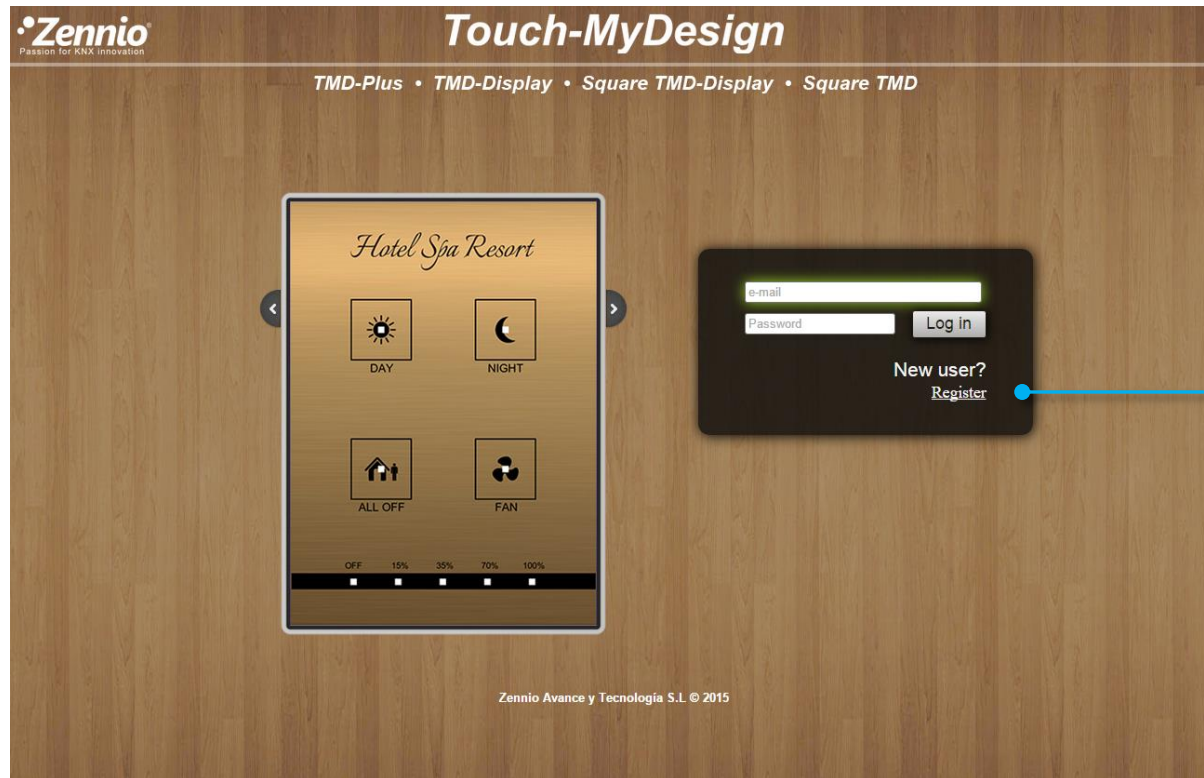 Zennio
Passion for KNX innovation
Touch-MyDesign
TMD-Plus • TMD-Display • Square TMD-Display • Square TMD
Hotel Spa Resort
DAY
NIGHT
ALL OFF
FAN
OFF 15% 35% 70% 100%
e-mail
Password
Log in
New user?
Register
Zennio Avance y Tecnología S.L © 2015